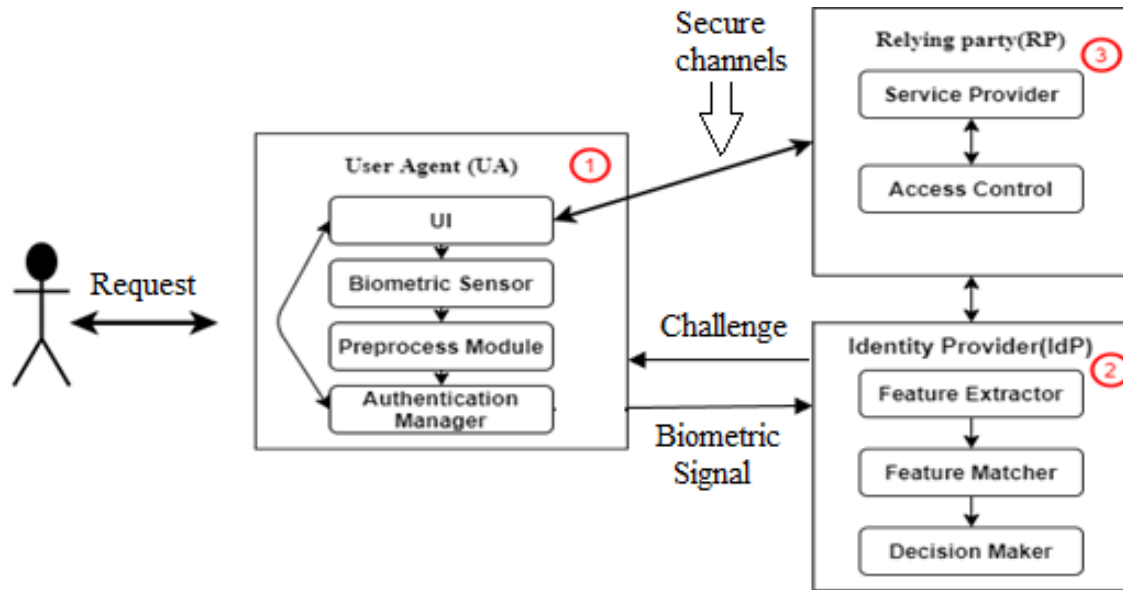 Request
User Agent (UA)
1
UI
Biometric Sensor
Preprocess Module
Authentication
Manager
Secure
channels
Challenge
Biometric
Signal
Relying party(RP)
3
Service Provider
Access Control
Identity Provider(IdP)
2
Feature Extractor
Feature Matcher
Decision Maker